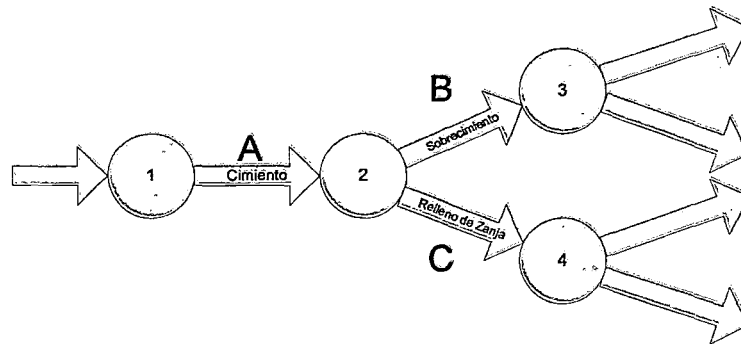 B
3
Sobrecimiento
A
1
Cimiento
2
Relleno de Zanja
C
4